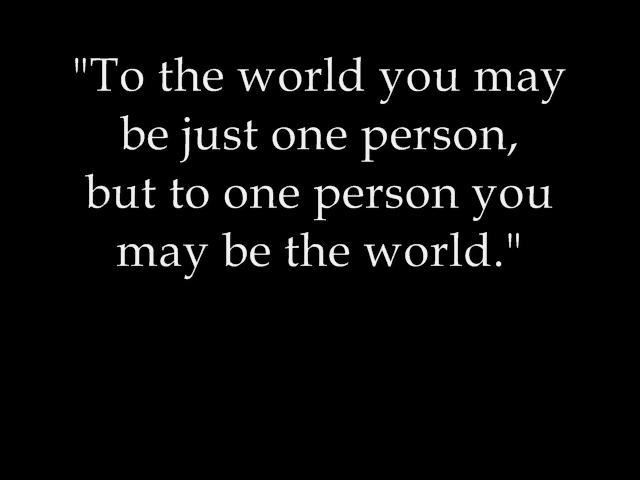 "To the world you may
be just one person,
but to one person you
may be the world."